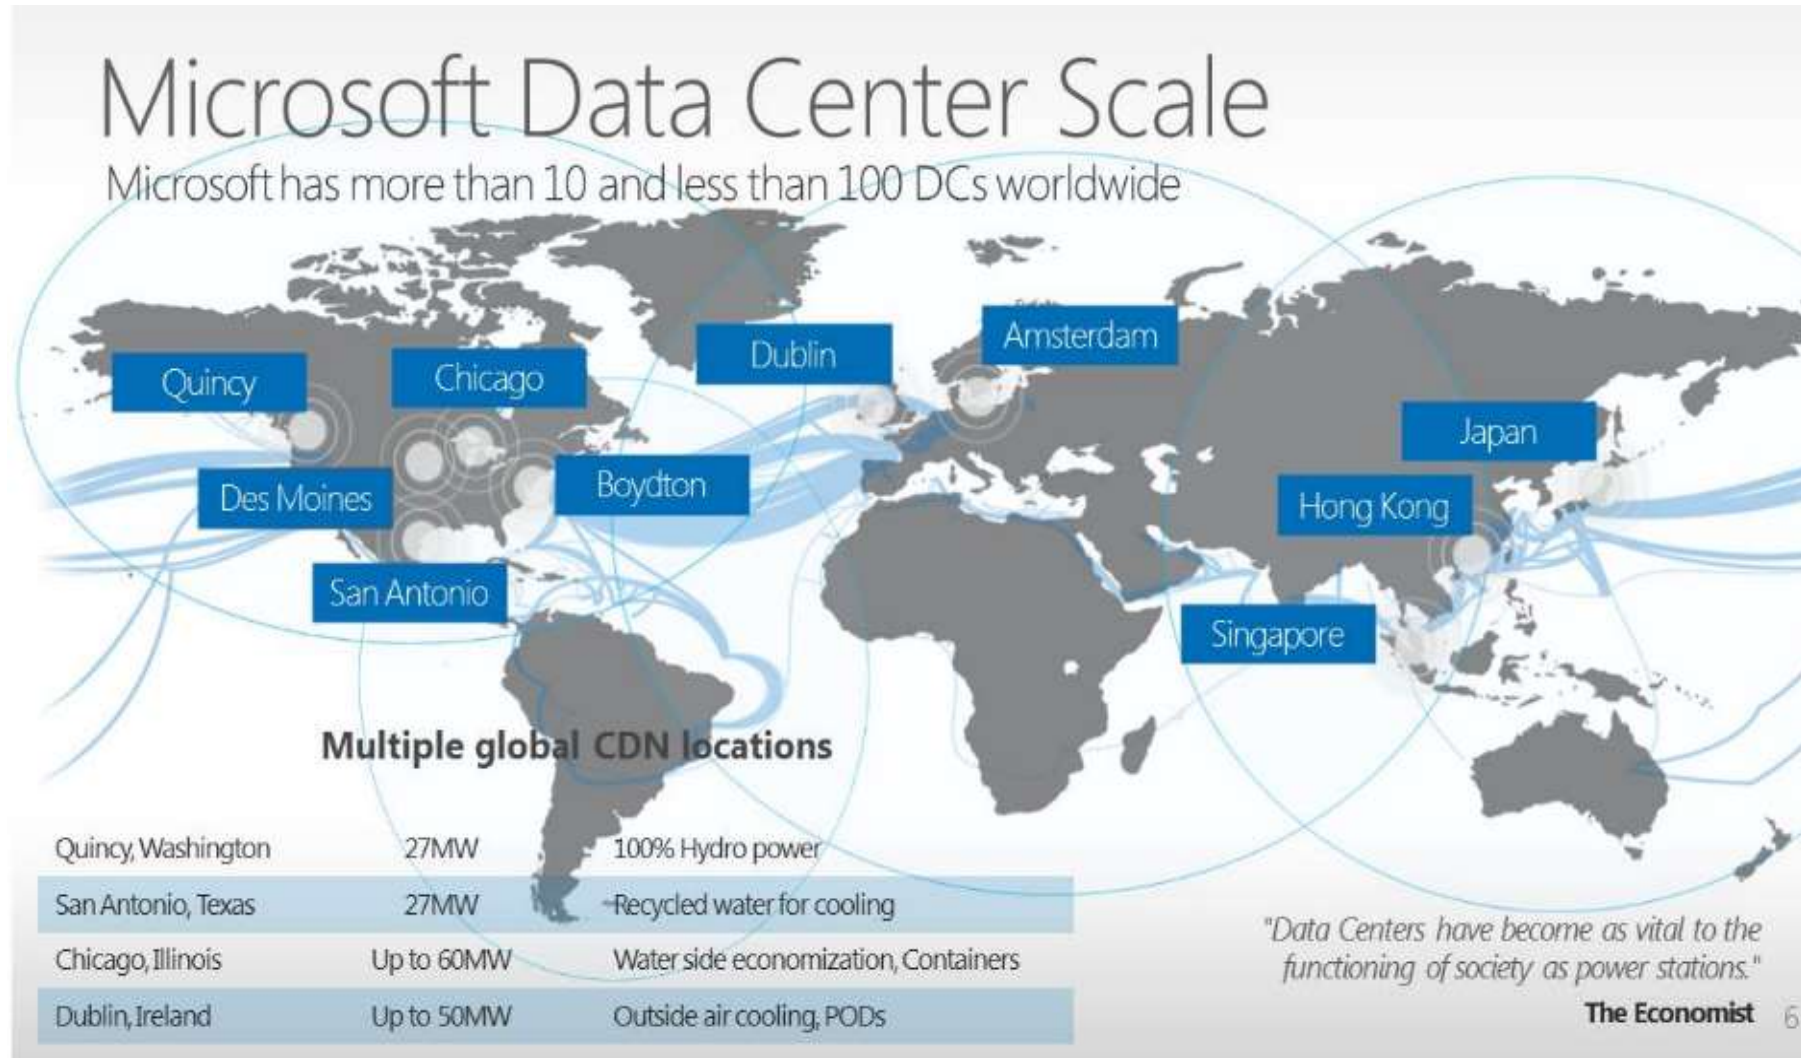 Microsoft Data Center Scale
Microsoft has more than 10 and less than 100 DCs worldwide
Amsterdam
Dublin
Chicago
Quincy
Japan
Boydton
Des Moines
Hong Kong
San Antonio
Singapore
Multiple global CDN locations
Quincy, Washington 27MW 100% Hydro power
San Antonio, Texas 27MW Recycled water for cooling
Chicago, Illinois Up to 60MW Water side economization, Containers
Dublin, Ireland Up to 50MW Outside air cooling, PODs
"Data Centers have become as vital to the
functioning of society as power stations."
The Economist 6